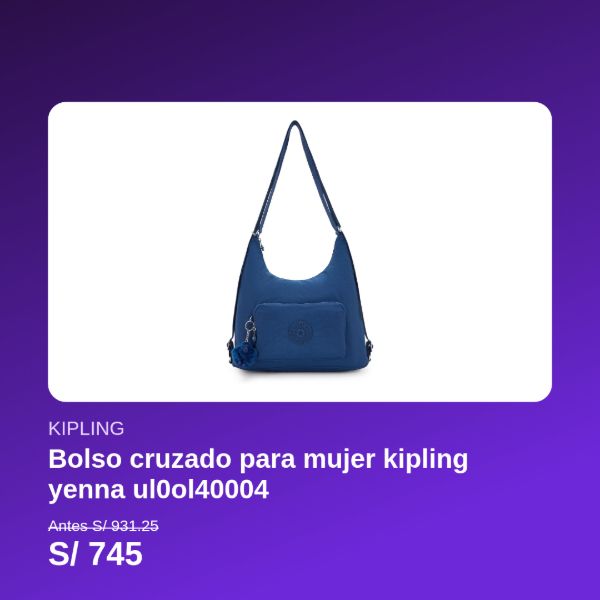 KIPLING
Bolso cruzado para mujer kipling
yenna ul0ol40004
Antes S/ 931.25
S/ 745